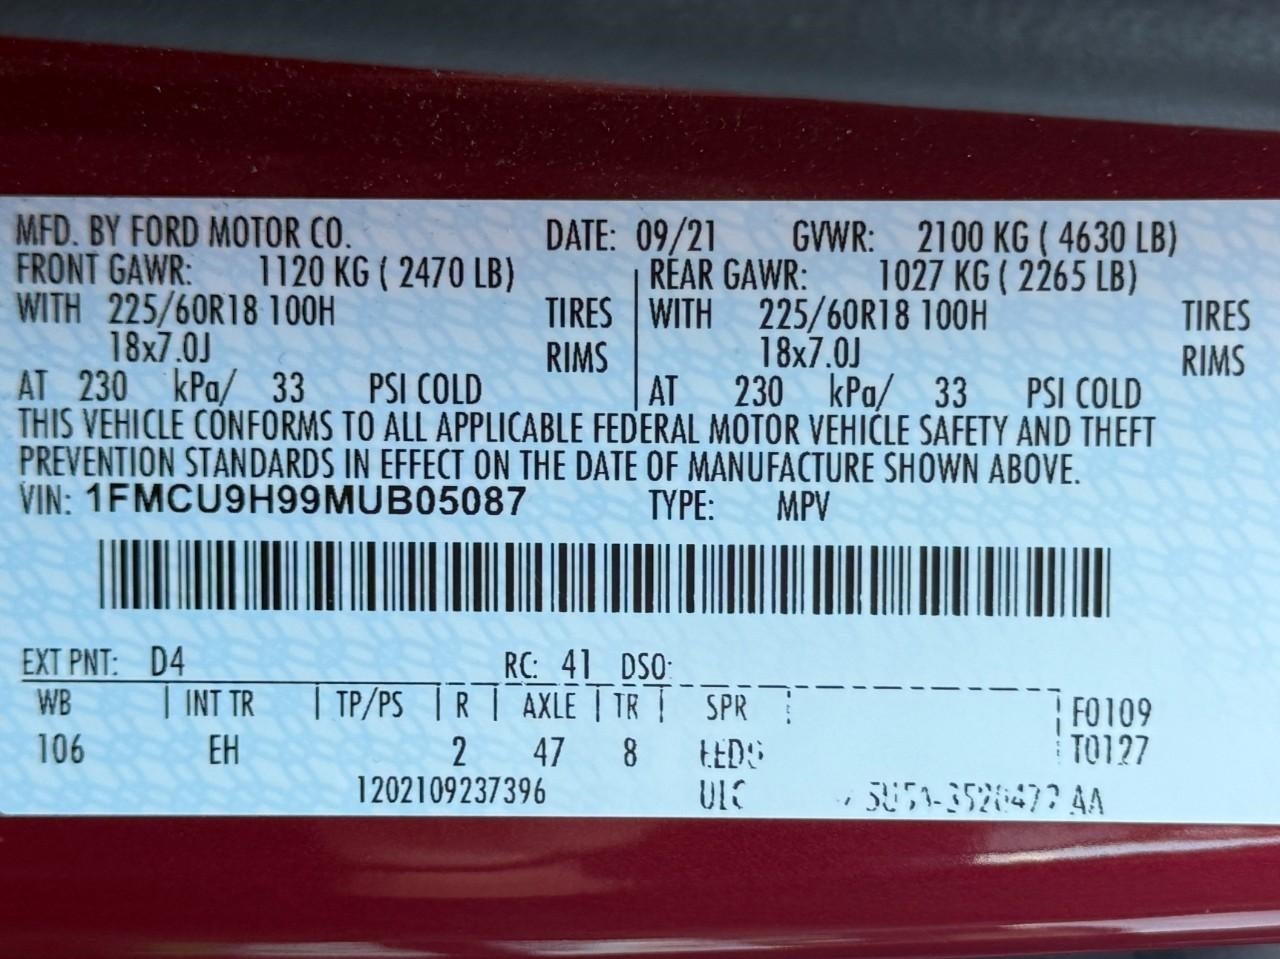 MFD. BY FORD MOTOR CO. DATE: 09/21 GVWR: 2100 KG ( 4630 LB)
FRONT GAWR: 1120 KG ( 2470 LB) REAR GAWR: 1027 KG ( 2265 LB)
WITH 225/60R18 100H TIRES WITH 225/60R18 100H TIRES
18x7.0J RIMS 18x7.0J RIMS
AT 230 kPa/ 33 PSI COLD AT 230 kPa/ 33 PSI COLD
THIS VEHICLE CONFORMS TO ALL APPLICABLE FEDERAL MOTOR VEHICLE SAFETY AND THEFT
PREVENTION STANDARDS IN EFFECT ON THE DATE OF MANUFACTURE SHOWN ABOVE.
VIN: 1FMCU9H99MUB05087 TYPE: MPV
EXT PNT: D4 RC: 41 DSO:
WB INT TR TP/PS R AXLE TR SPR F0109
106 EH 2 47 8 T0127
1202109237396